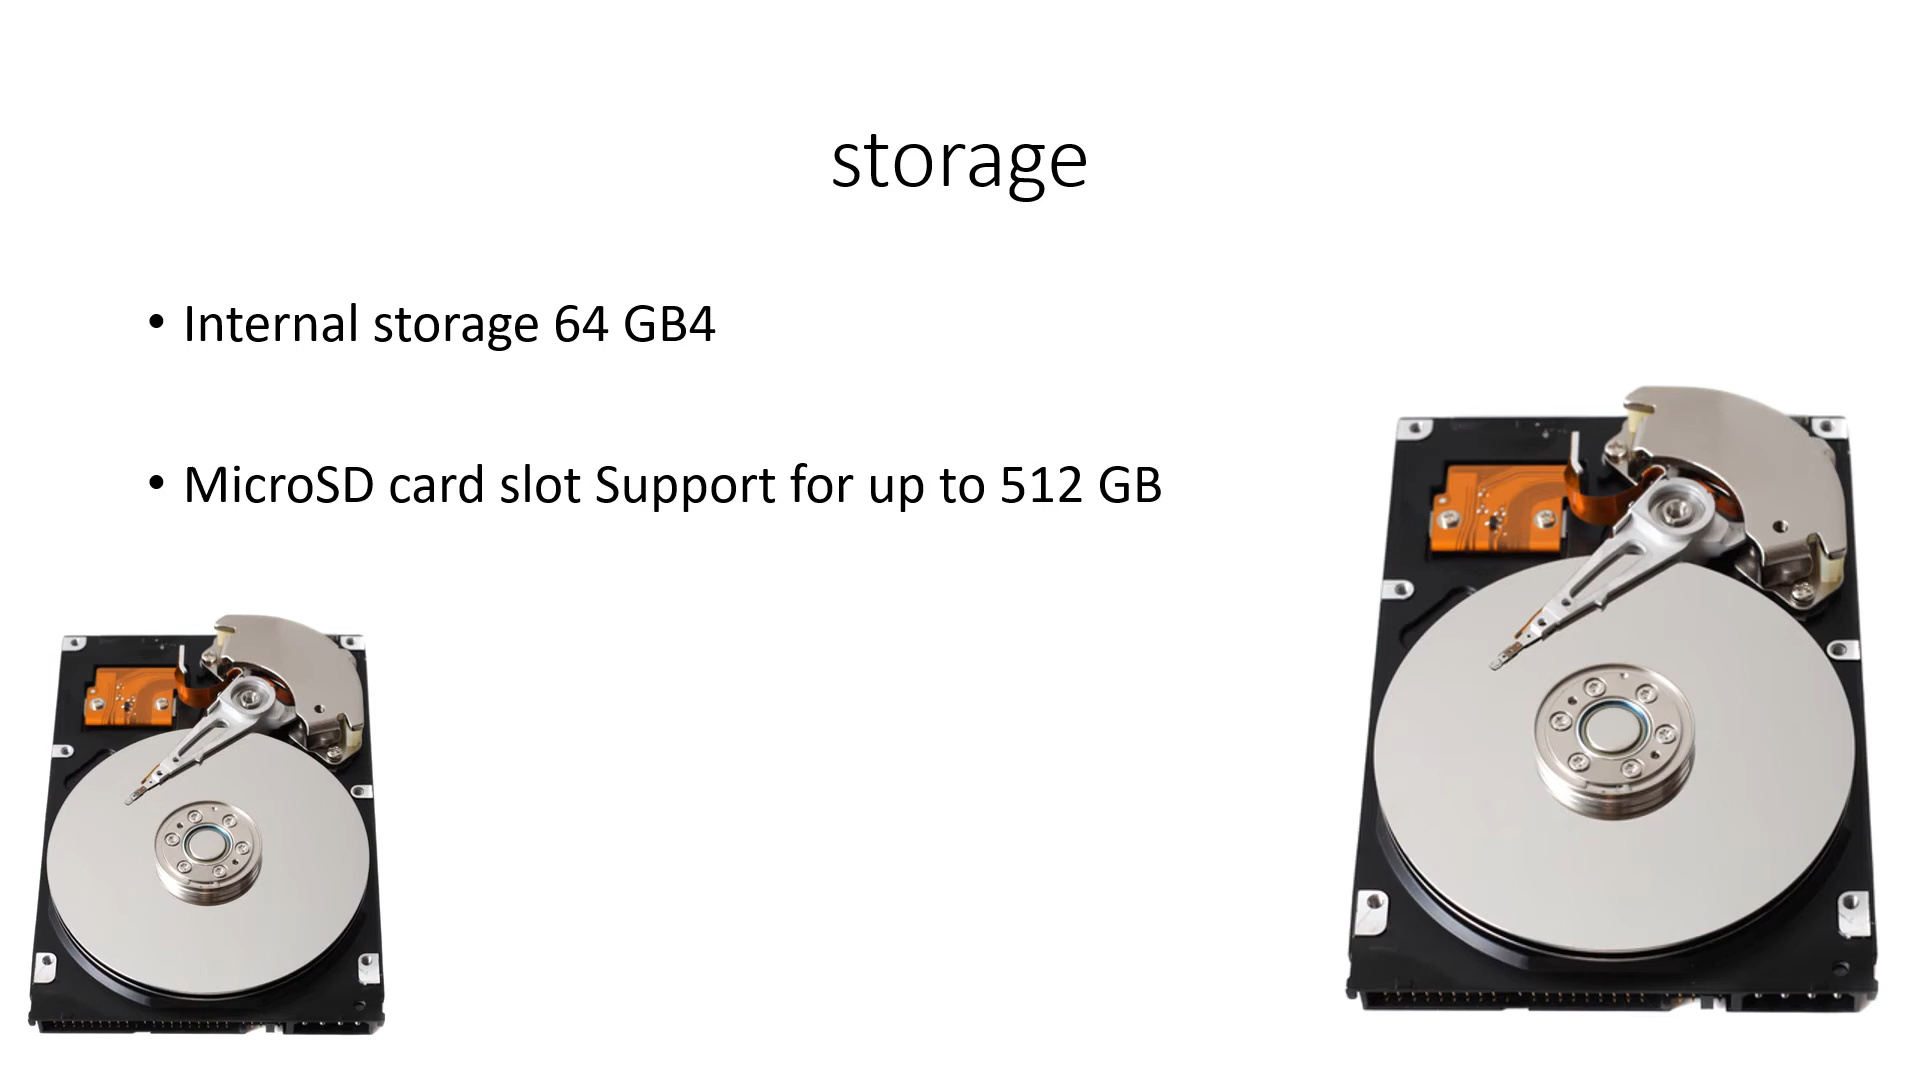 storage
• Internal storage 64 GB4
• MicroSD card slot Support for up to 512 GB